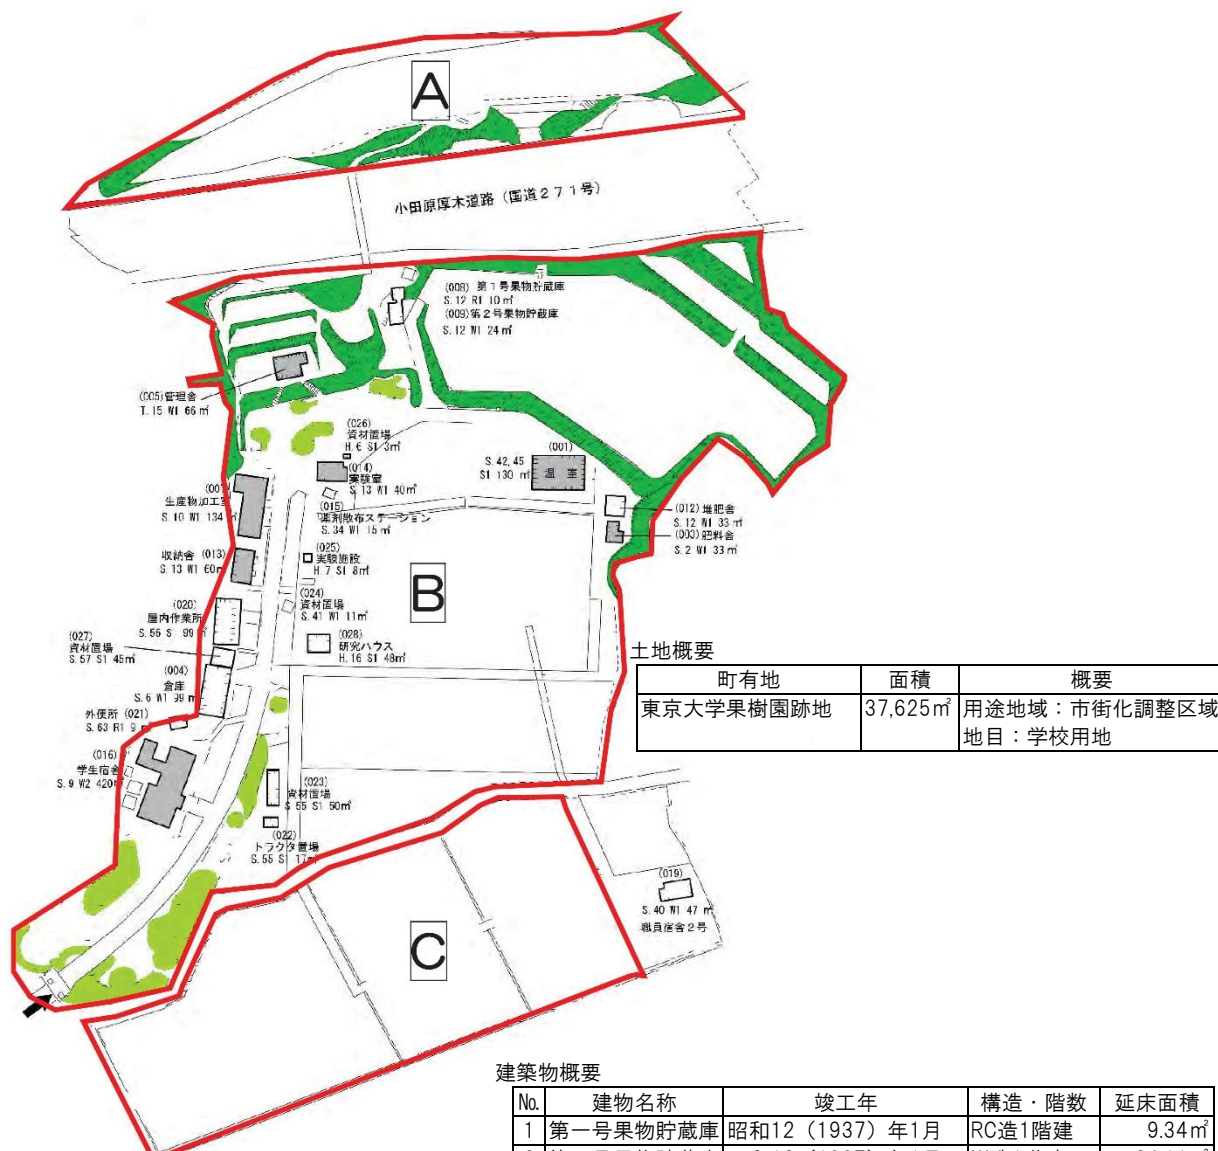 A
小田原厚木道路（国道２７１号）
(008) 第１号果物貯蔵庫
S.12 R1 10㎡
(009)第２号果物貯蔵庫
S.12 W1 24㎡
(005)管理舎
T.15 W1 66㎡
(026)
資材置場
H.6 S1 3㎡
(014)
実験室
S.13 W1 40㎡
(001)
S.42,45
S1 130 ㎡
温 室
生産物加工室
S.10 W1 134㎡
(015)
薬剤散布ステーション
S.34 W1 15㎡
(012)堆肥舎
S.12 W1 33㎡
(003)肥料舎
S.2 W1 33㎡
収納舎 (013)
S.13 W1 60㎡
(025)
実験施設
H.7 S1 8㎡
B
(024)
資材置場
S.41 W1 11㎡
(020)
屋内作業所
S.56 S 99㎡
(027)
資材置場
S.57 S1 45㎡
(028)
研究ハウス
H.16 S1 48㎡
(004)
倉庫
S.6 W1 99㎡
外便所 (021)
S.63 R1 9㎡
(016)
学生宿舎
S.9 W2 420㎡
(023)
資材置場
S.55 S1 50㎡
(022)
トラクタ置場
S.55 S1 17㎡
(019)
S.40 W1 47 ㎡
職員宿舎２号
C
土地概要
町有地 面積 概要
東京大学果樹園跡地 37,625㎡ 用途地域：市街化調整区域
地目：学校用地
建築物概要
No. 建物名称 竣工年 構造・階数 延床面積
1 第一号果物貯蔵庫 昭和12（1937）年1月 RC造1階建 9.34㎡